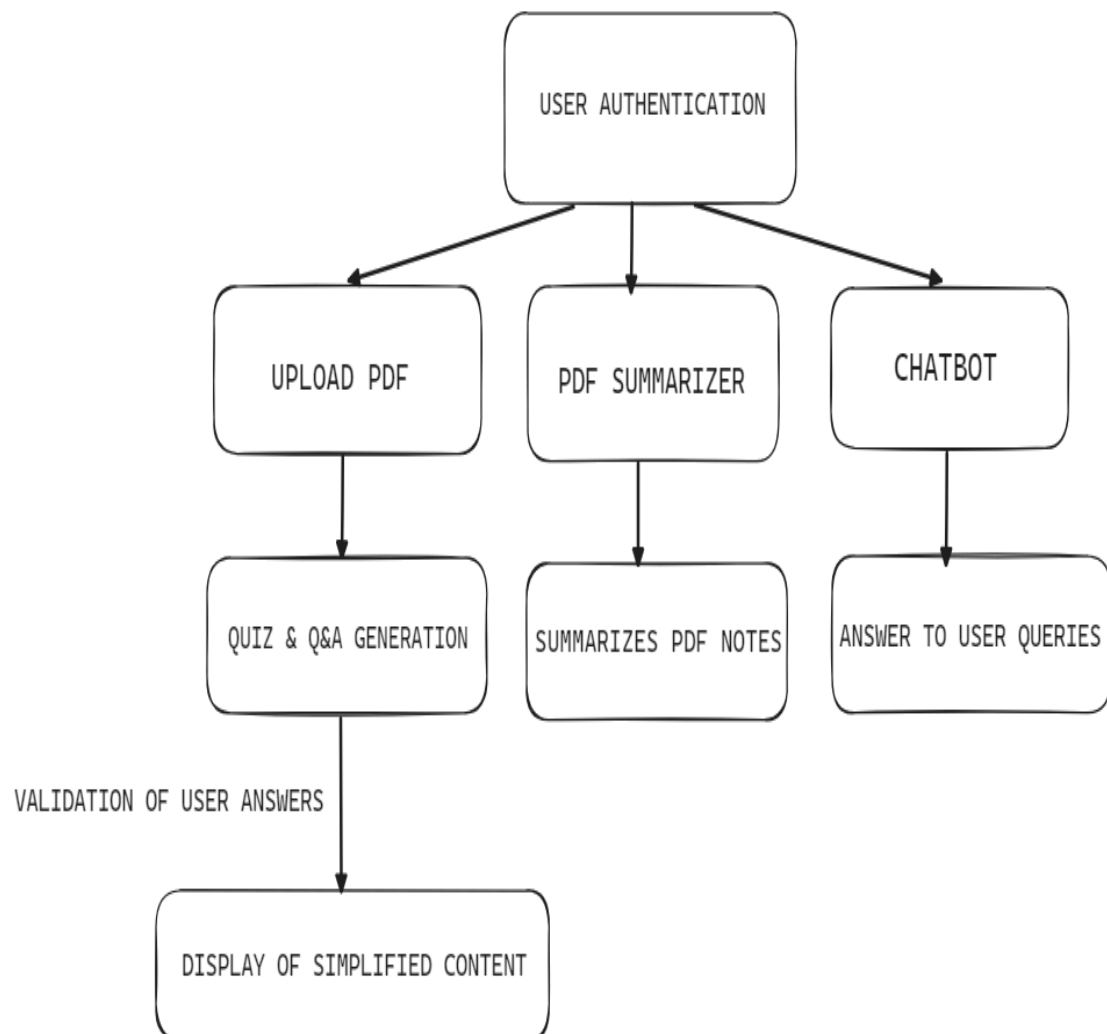 USER AUTHENTICATION
UPLOAD PDF
PDF SUMMARIZER
CHATBOT
QUIZ & Q&A GENERATION
SUMMARIZES PDF NOTES
ANSWER TO USER QUERIES
VALIDATION OF USER ANSWERS
DISPLAY OF SIMPLIFIED CONTENT